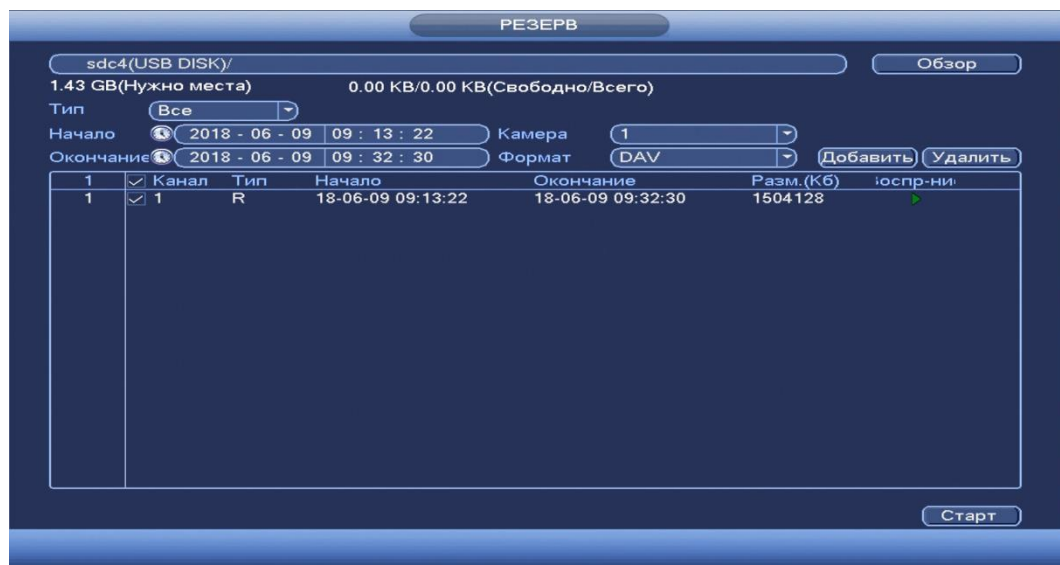 РЕЗЕРВ
sdc4(USB DISK)/ Обзор
1.43 GB(Нужно места) 0.00 KB/0.00 KB(Свободно/Всего)
Тип Все
Начало 2018 - 06 - 09 09 : 13 : 22 Камера 1
Окончание 2018 - 06 - 09 09 : 32 : 30 Формат DAV Добавить Удалить
1 Канал Тип Начало Окончание Разм.(Кб)
1 1 R 18-06-09 09:13:22 18-06-09 09:32:30 1504128
Старт